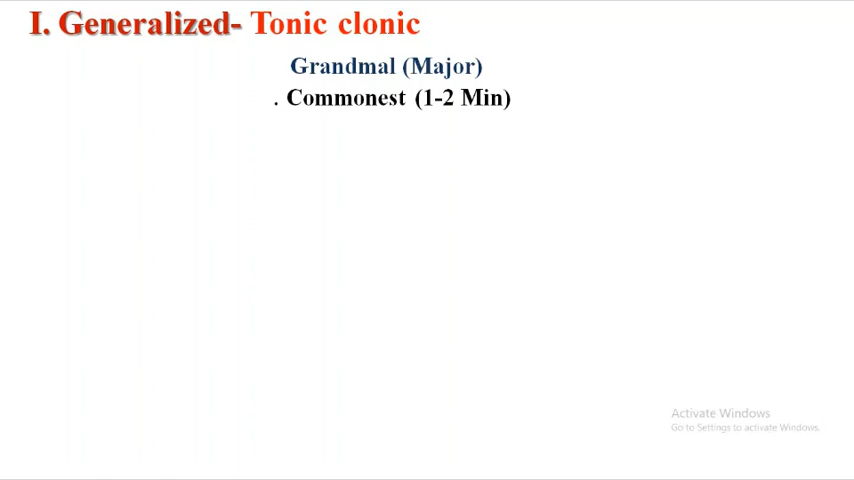 I. Generalized- Tonic clonic
Grandmal (Major)
. Commonest (1-2 Min)
Activate Windows
Go to Settings to activate Windows.